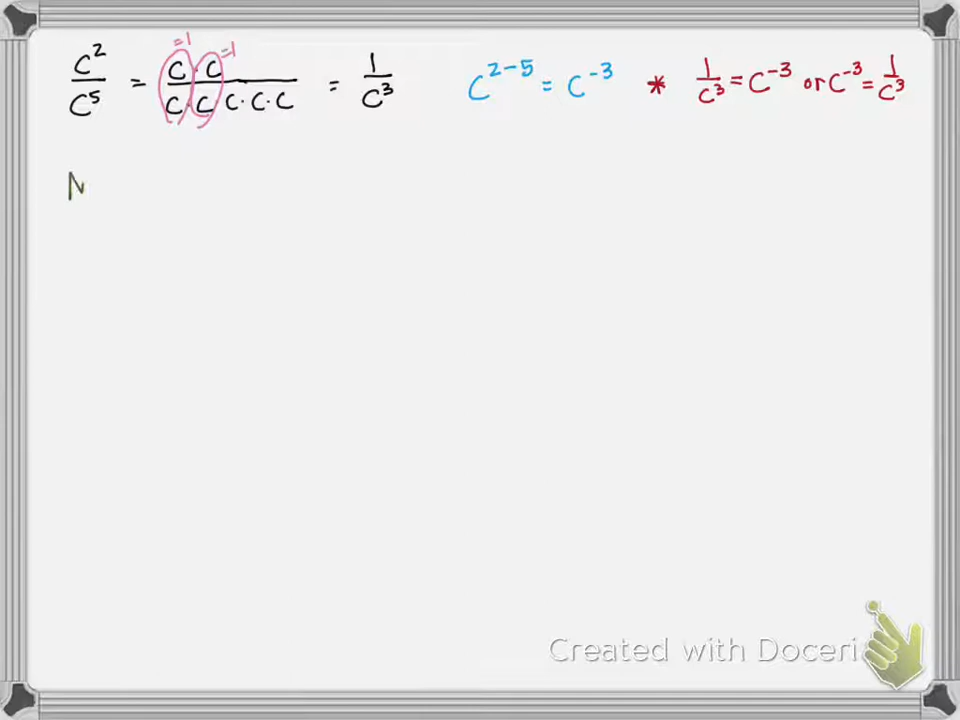 =1 =1
c²/c⁵ = c·c/c·c·c·c·c = 1/c³ c²⁻⁵ = c⁻³ * 1/c³ = c⁻³ or c⁻³ = 1/c³
N
Created with Doceri